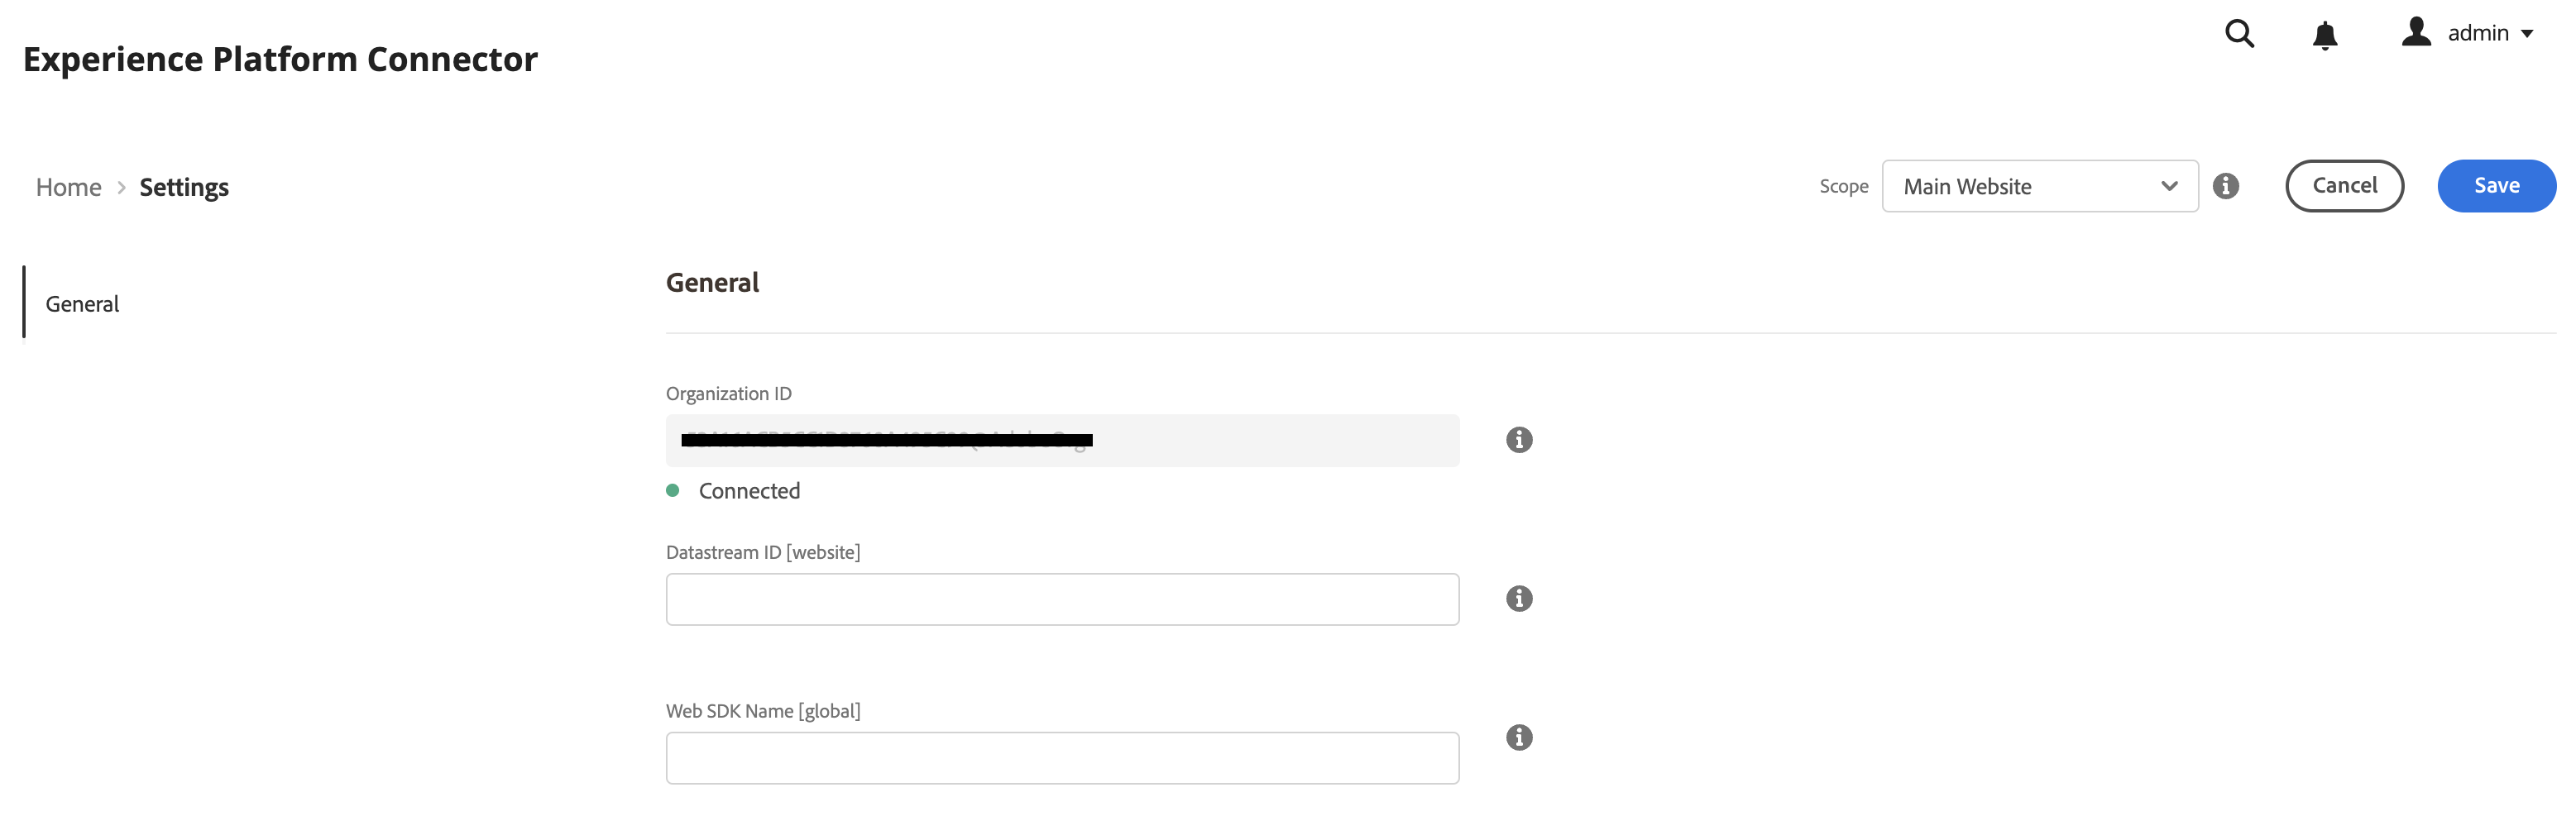 admin
Experience Platform Connector
Home > Settings
Scope Main Website Cancel Save
General
General
Organization ID
Connected
Datastream ID [website]
Web SDK Name [global]